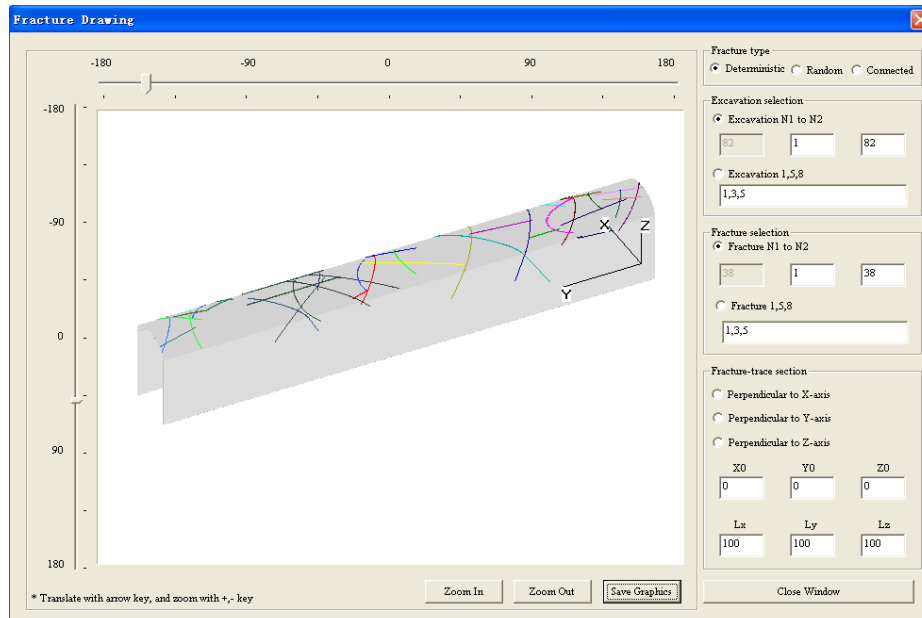 Fracture Drawing
-180 -90 0 90 180
-180
-90
0
90
180
X
Z
Y
* Translate with arrow key, and zoom with +,- key
Zoom In
Zoom Out
Save Graphics
Fracture type
Deterministic
Random
Connected
Excavation selection
Excavation N1 to N2
82 1 82
Excavation 1,5,8
1,3,5
Fracture selection
Fracture N1 to N2
38 1 38
Fracture 1,5,8
1,3,5
Fracture-trace section
Perpendicular to X-axis
Perpendicular to Y-axis
Perpendicular to Z-axis
X0 Y0 Z0
0 0 0
Lx Ly Lz
100 100 100
Close Window